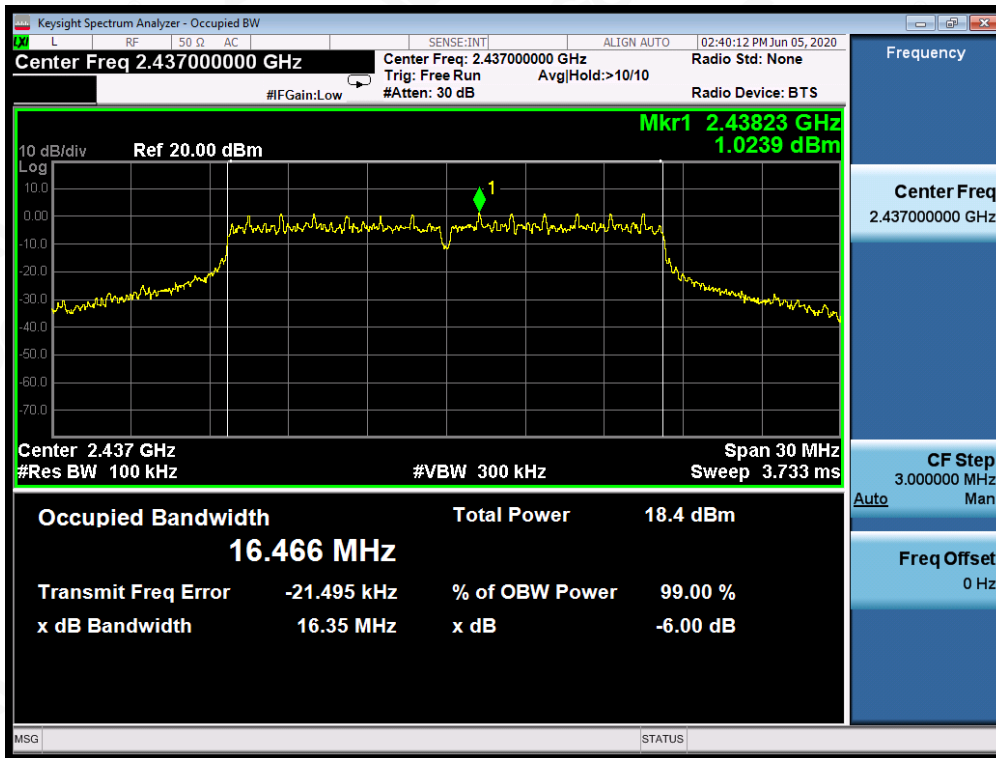 Keysight Spectrum Analyzer - Occupied BW
LXI L RF 50 Ω AC SENSE:INT ALIGN AUTO 02:40:12 PM Jun 05, 2020
Center Freq 2.437000000 GHz
Center Freq: 2.437000000 GHz Radio Std: None
Trig: Free Run Avg|Hold:>10/10
#IFGain:Low #Atten: 30 dB Radio Device: BTS
Mkr1 2.43823 GHz
1.0239 dBm
10 dB/div Ref 20.00 dBm
Log
10.0
0.00
-10.0
-20.0
-30.0
-40.0
-50.0
-60.0
-70.0
1
Center 2.437 GHz Span 30 MHz
#Res BW 100 kHz #VBW 300 kHz Sweep 3.733 ms
Occupied Bandwidth Total Power 18.4 dBm
16.466 MHz
Transmit Freq Error -21.495 kHz % of OBW Power 99.00 %
x dB Bandwidth 16.35 MHz x dB -6.00 dB
MSG STATUS
Frequency
Center Freq
2.437000000 GHz
CF Step
3.000000 MHz
Auto Man
Freq Offset
0 Hz